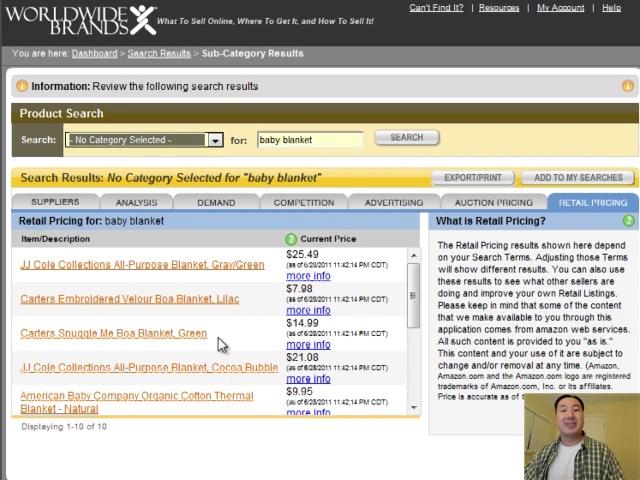 WORLDWIDE BRANDS
What To Sell Online, Where To Get It, and How To Sell It!
Can't Find It? | Resources | My Account | Help
You are here: Dashboard > Search Results > Sub-Category Results
Information: Review the following search results
Product Search
Search: - No Category Selected - for: baby blanket SEARCH
Search Results: No Category Selected for "baby blanket" EXPORT/PRINT ADD TO MY SEARCHES
SUPPLIERS ANALYSIS DEMAND COMPETITION ADVERTISING AUCTION PRICING RETAIL PRICING
Retail Pricing for: baby blanket
Item/Description ? Current Price
JJ Cole Collections All-Purpose Blanket, Gray/Green
$25.49
(as of 6/28/2011 11:42:14 PM CDT)
more info
Carters Embroidered Velour Boa Blanket, Lilac
$7.98
(as of 6/28/2011 11:42:14 PM CDT)
more info
Carters Snuggle Me Boa Blanket, Green
$14.99
(as of 6/28/2011 11:42:14 PM CDT)
more info
JJ Cole Collections All-Purpose Blanket, Cocoa Bubble
$21.08
(as of 6/28/2011 11:42:14 PM CDT)
more info
American Baby Company Organic Cotton Thermal
Blanket - Natural
$9.95
(as of 6/28/2011 11:42:14 PM CDT)
more info
Displaying 1-10 of 10
What is Retail Pricing? ?
The Retail Pricing results shown here depend
on your Search Terms. Adjusting those Terms
will show different results. You can also use
these results to see what other sellers are
doing and improve your own Retail Listings.
Please keep in mind that some of the content
that we make available to you through this
application comes from amazon web services.
All such content is provided to you "as is."
This content and your use of it are subject to
change and/or removal at any time. (Amazon,
Amazon.com and the Amazon.com logo are registered
trademarks of Amazon.com, Inc. or its affiliates.
Price is accurate as of